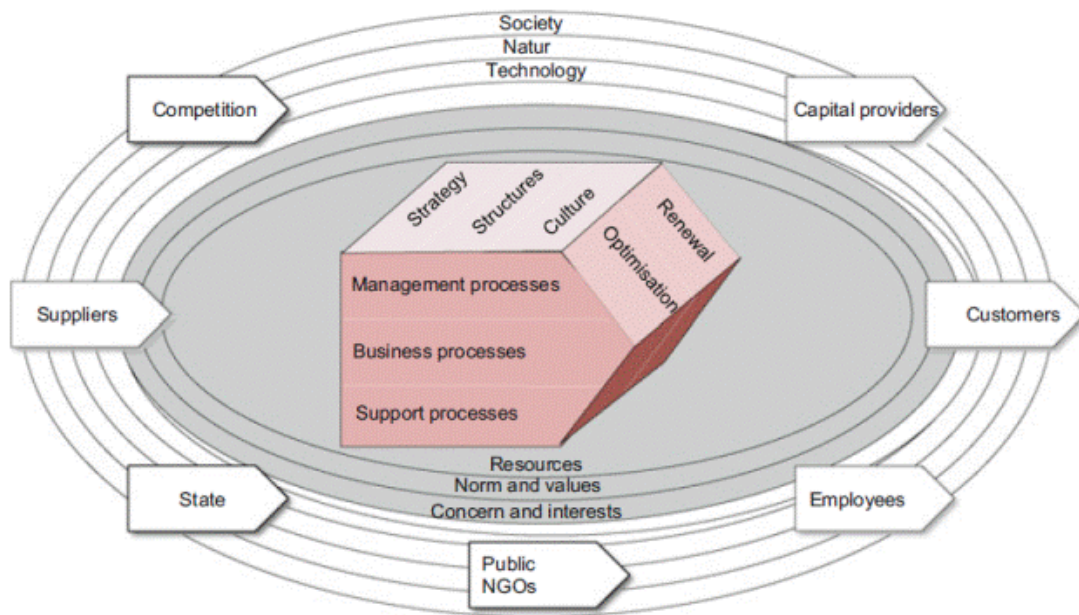 Society
Natur
Technology
Competition
Capital providers
Strategy
Structures
Culture
Renewal
Optimisation
Management processes
Suppliers
Customers
Business processes
Support processes
Resources
Norm and values
Concern and interests
State
Employees
Public
NGOs